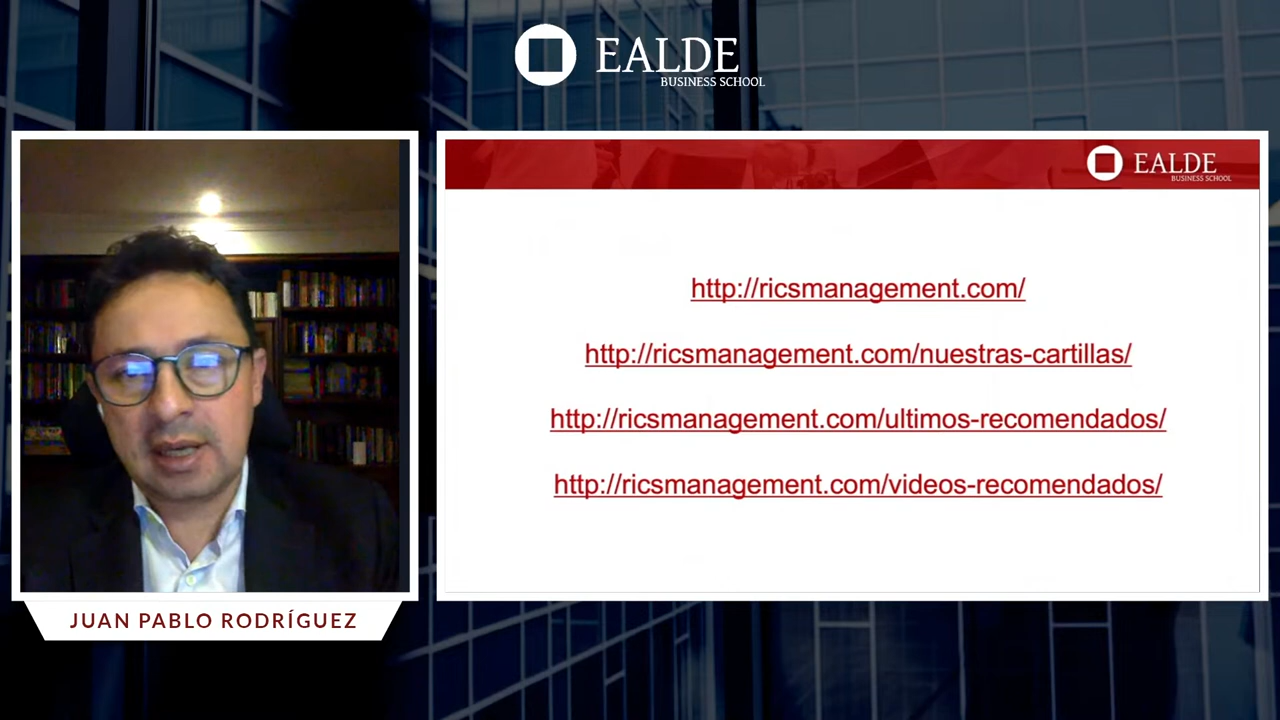 EALDE
BUSINESS SCHOOL
EALDE
BUSINESS SCHOOL
http://ricsmanagement.com/
http://ricsmanagement.com/nuestras-cartillas/
http://ricsmanagement.com/ultimos-recomendados/
http://ricsmanagement.com/videos-recomendados/
JUAN PABLO RODRÍGUEZ